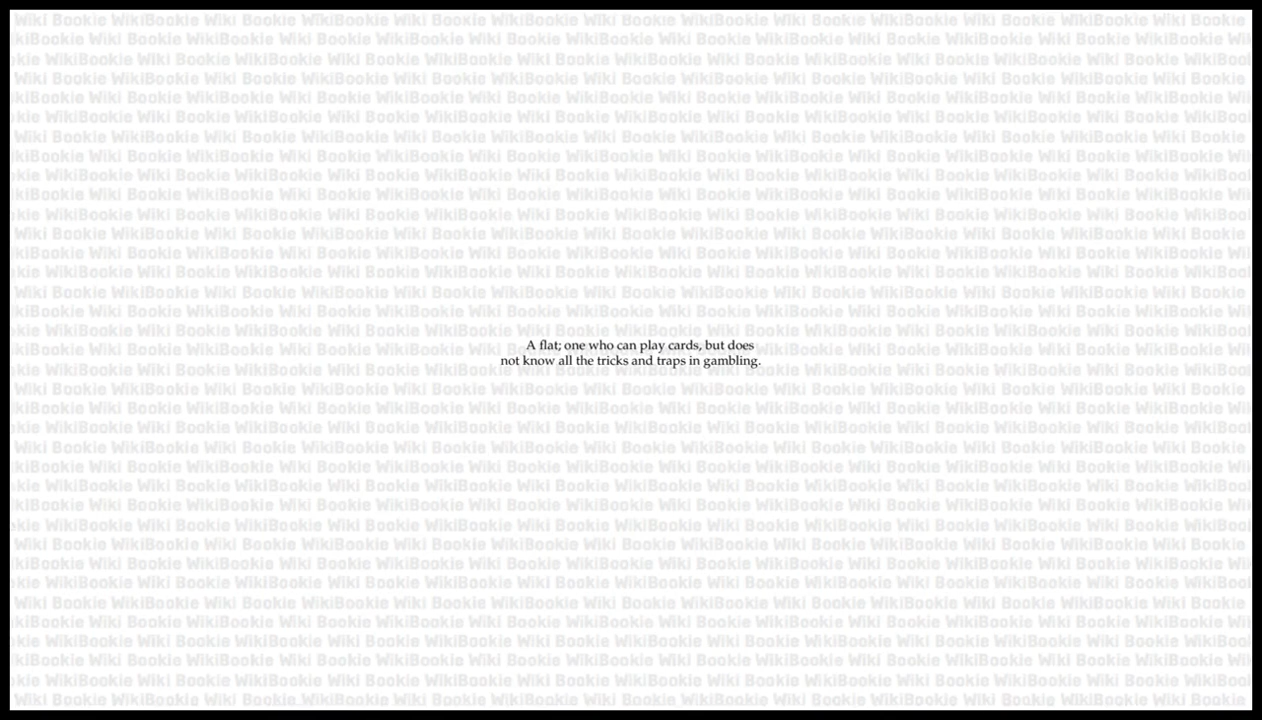 A flat; one who can play cards, but does
not know all the tricks and traps in gambling.